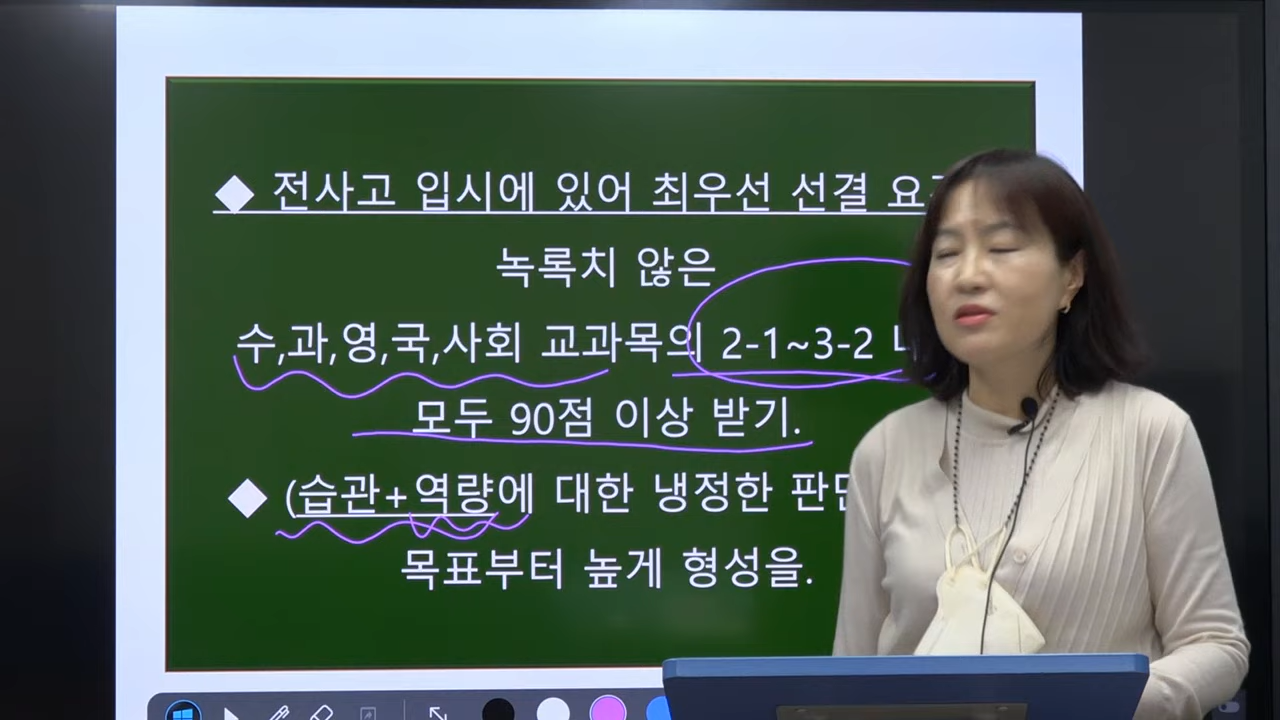 ◆ 전사고 입시에 있어 최우선 선결
녹록치 않은
수,과,영,국,사회 교과목의 2-1~3-2
모두 90점 이상 받기.
◆ (습관+역량에 대한 냉정한
목표부터 높게 형성을.